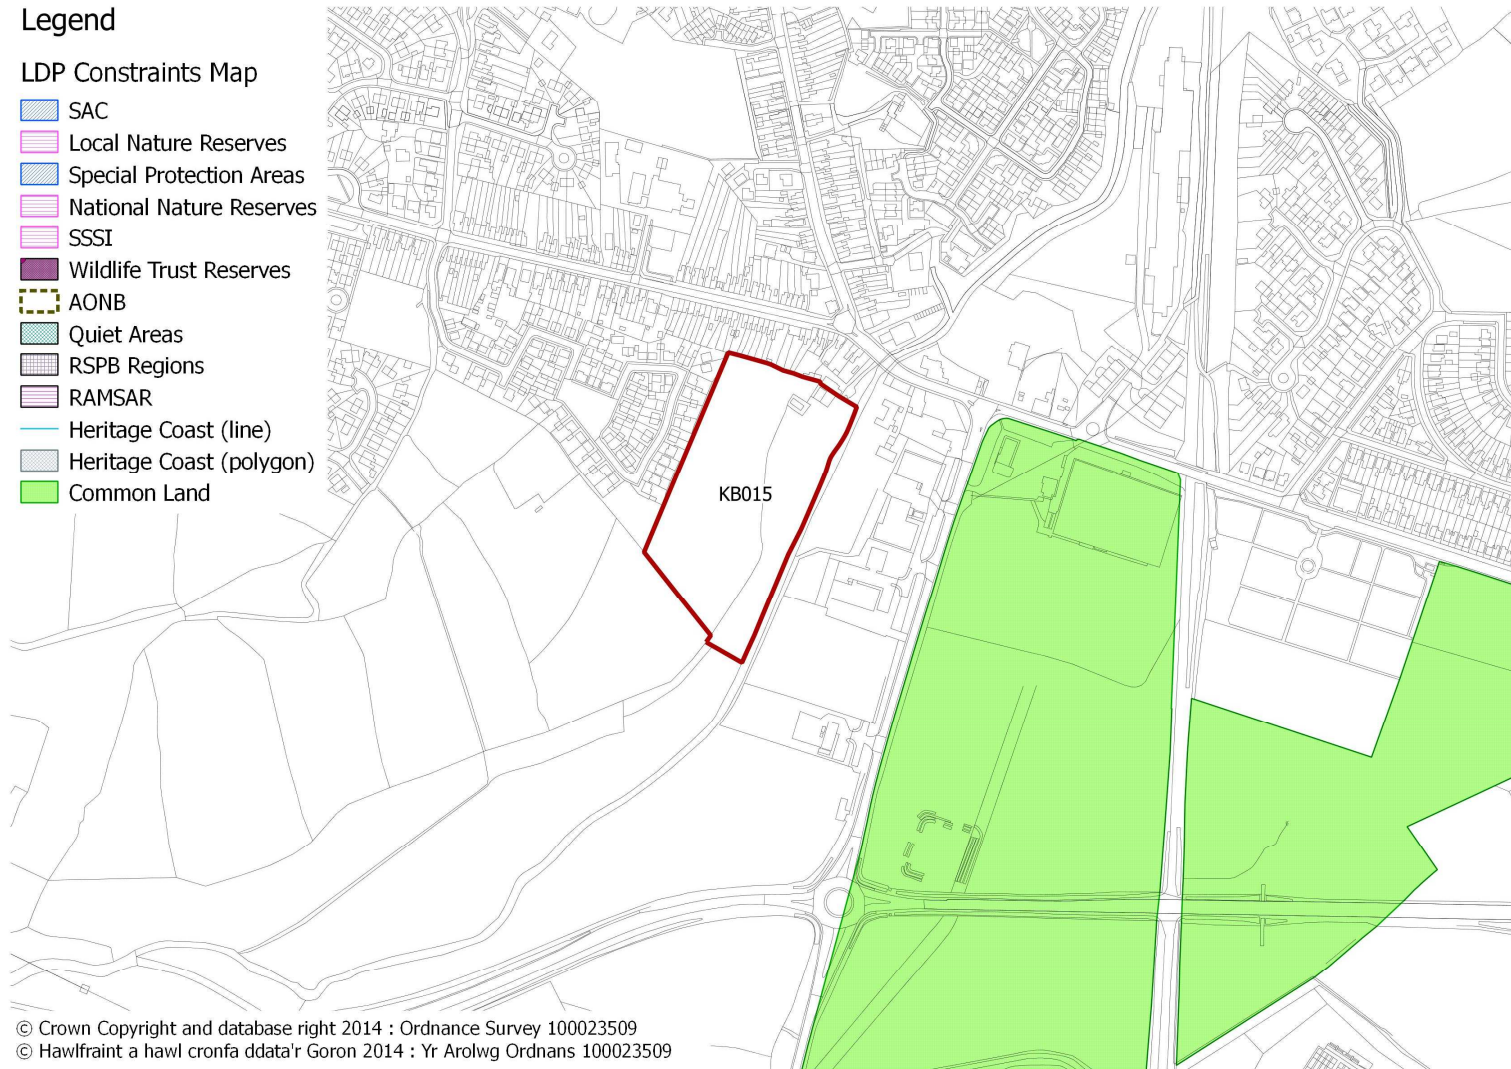 Legend
LDP Constraints Map
SAC
Local Nature Reserves
Special Protection Areas
National Nature Reserves
SSSI
Wildlife Trust Reserves
AONB
Quiet Areas
RSPB Regions
RAMSAR
Heritage Coast (line)
Heritage Coast (polygon)
Common Land
KB015
© Crown Copyright and database right 2014 : Ordnance Survey 100023509
© Hawlfraint a hawl cronfa ddata'r Goron 2014 : Yr Arolwg Ordnans 100023509